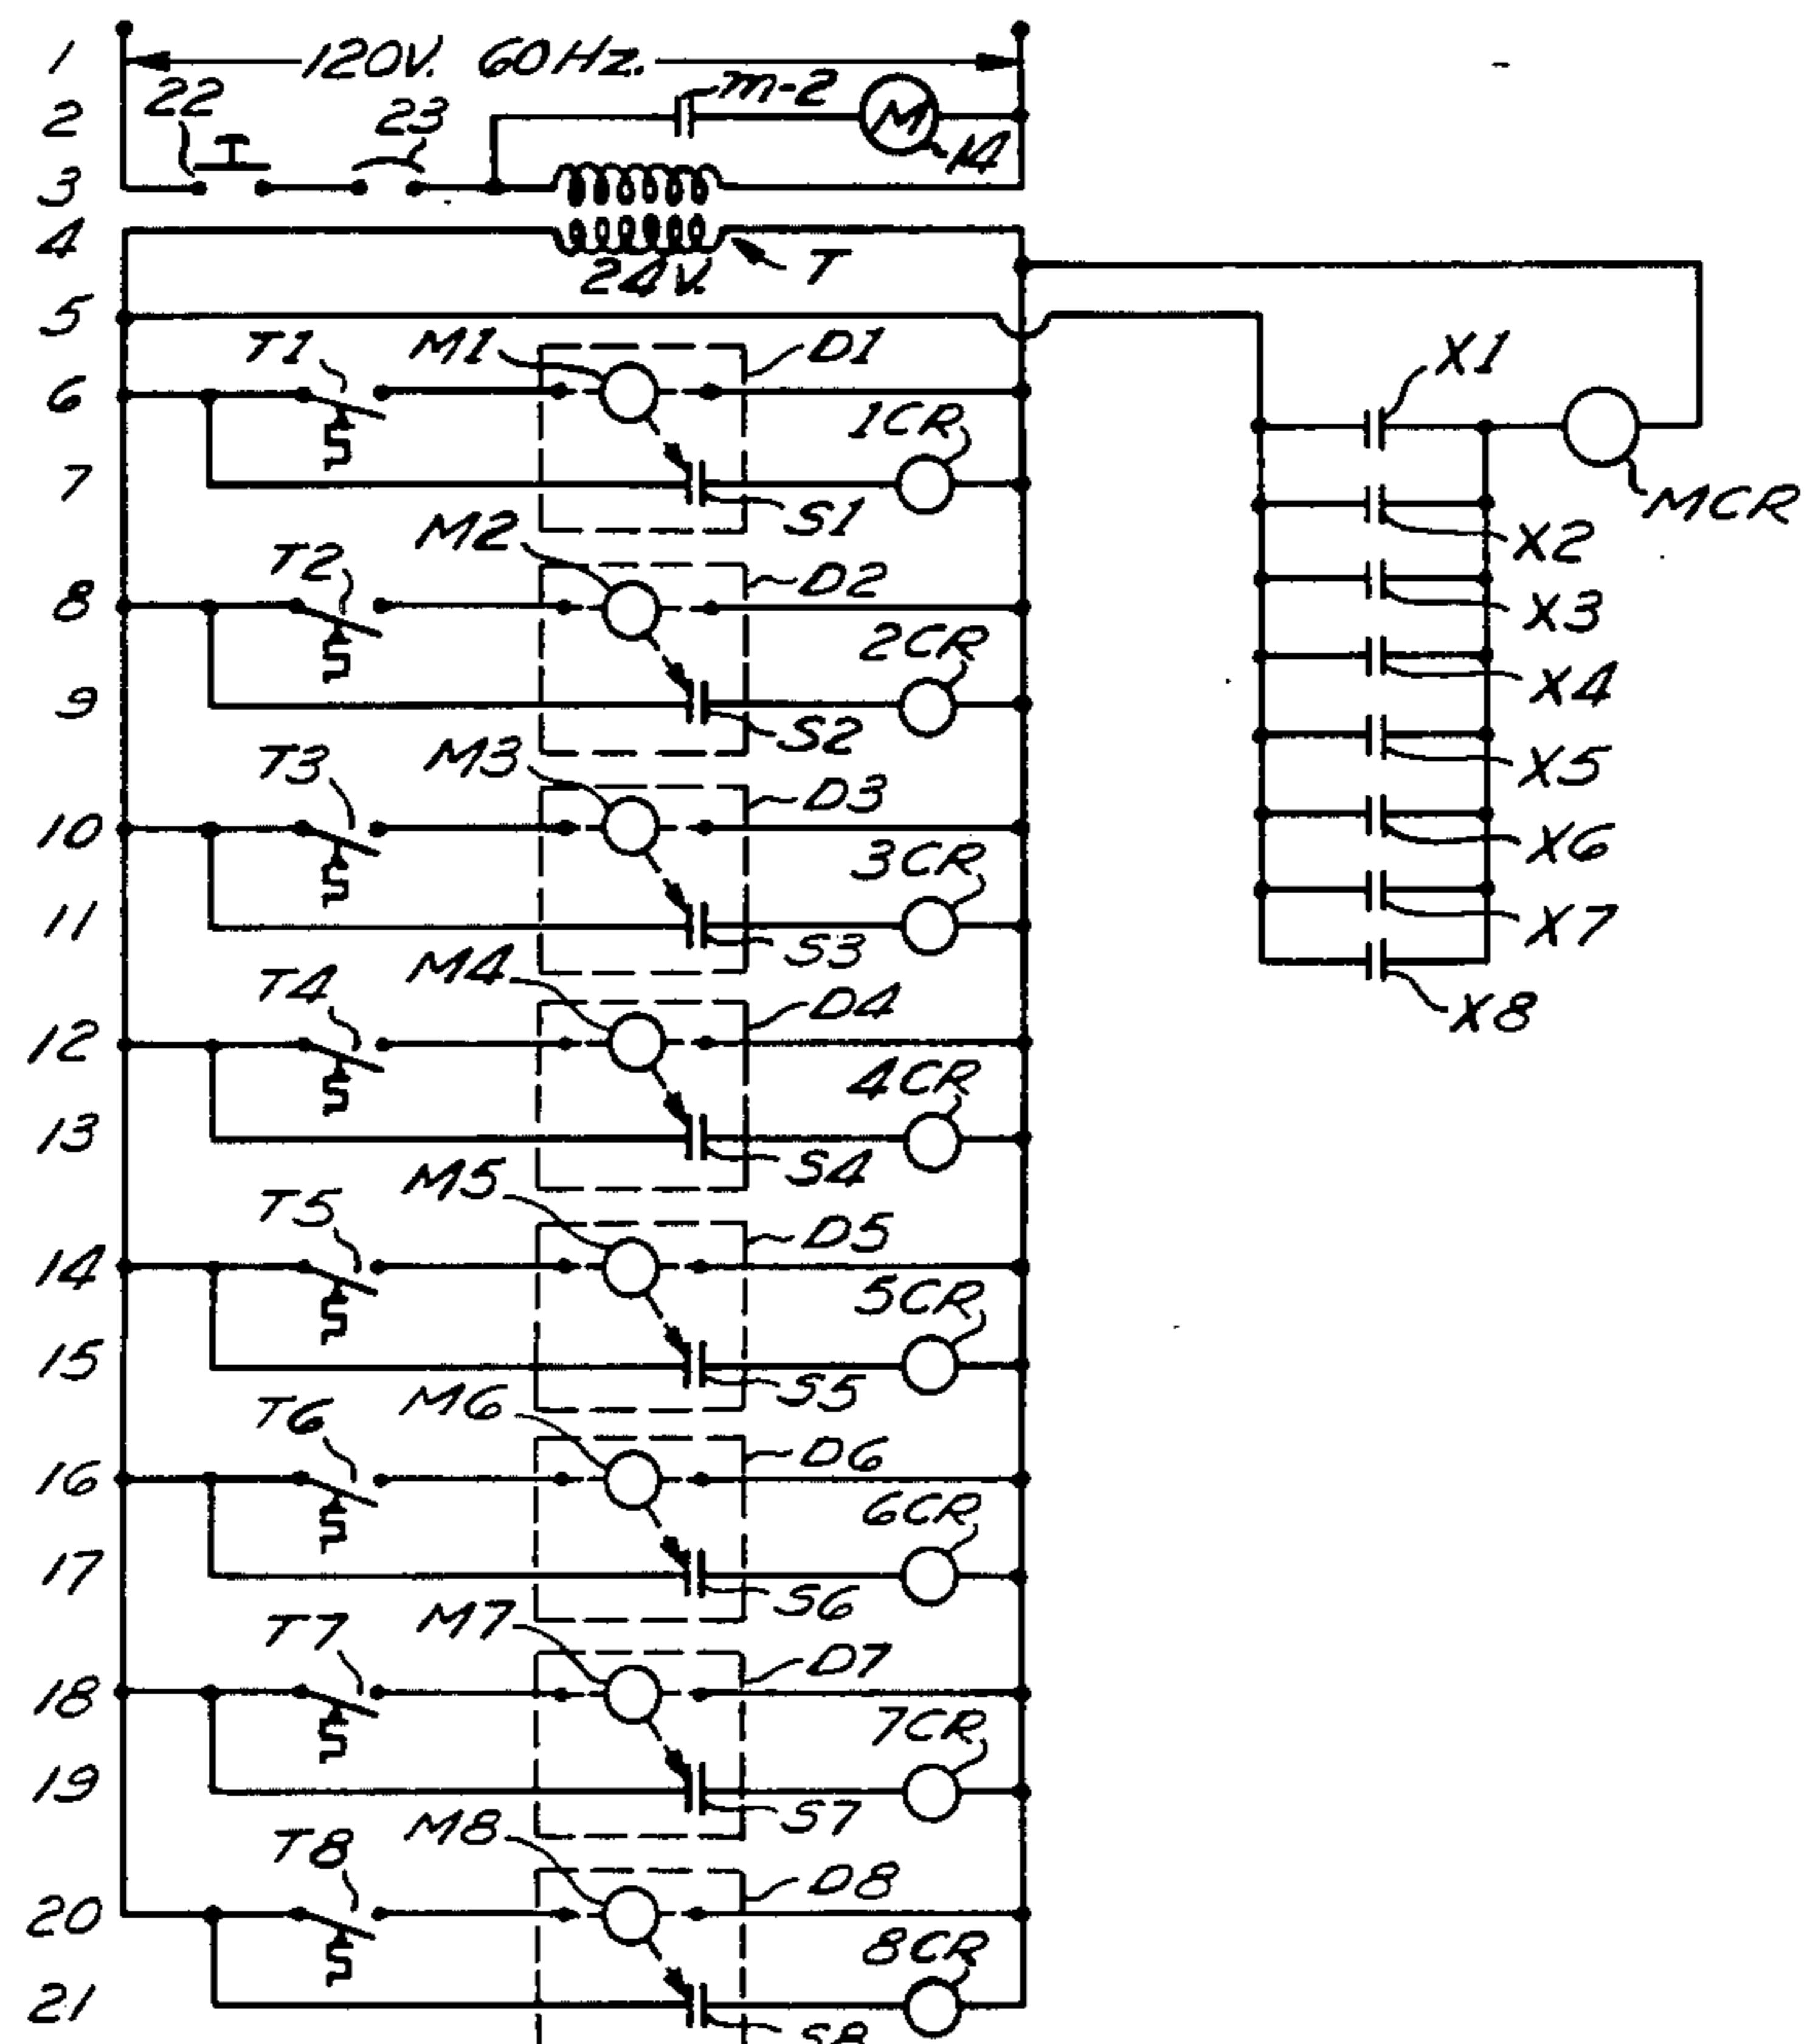 1
120V. 60Hz.
22
m-2
2
23
M
14
3
4
24V.
T
5
T1
M1
D1
X1
6
1CR
7
S1
MCR
M2
X2
T2
D2
8
X3
2CR
9
S2
X4
T3
M3
D3
X5
10
3CR
X6
11
S3
X7
T4
M4
D4
X8
12
4CR
13
S4
M5
T5
D5
14
5CR
15
S5
T6
M6
D6
16
6CR
17
S6
T7
M7
D7
18
7CR
19
S7
T8
M8
D8
20
8CR
21
S8